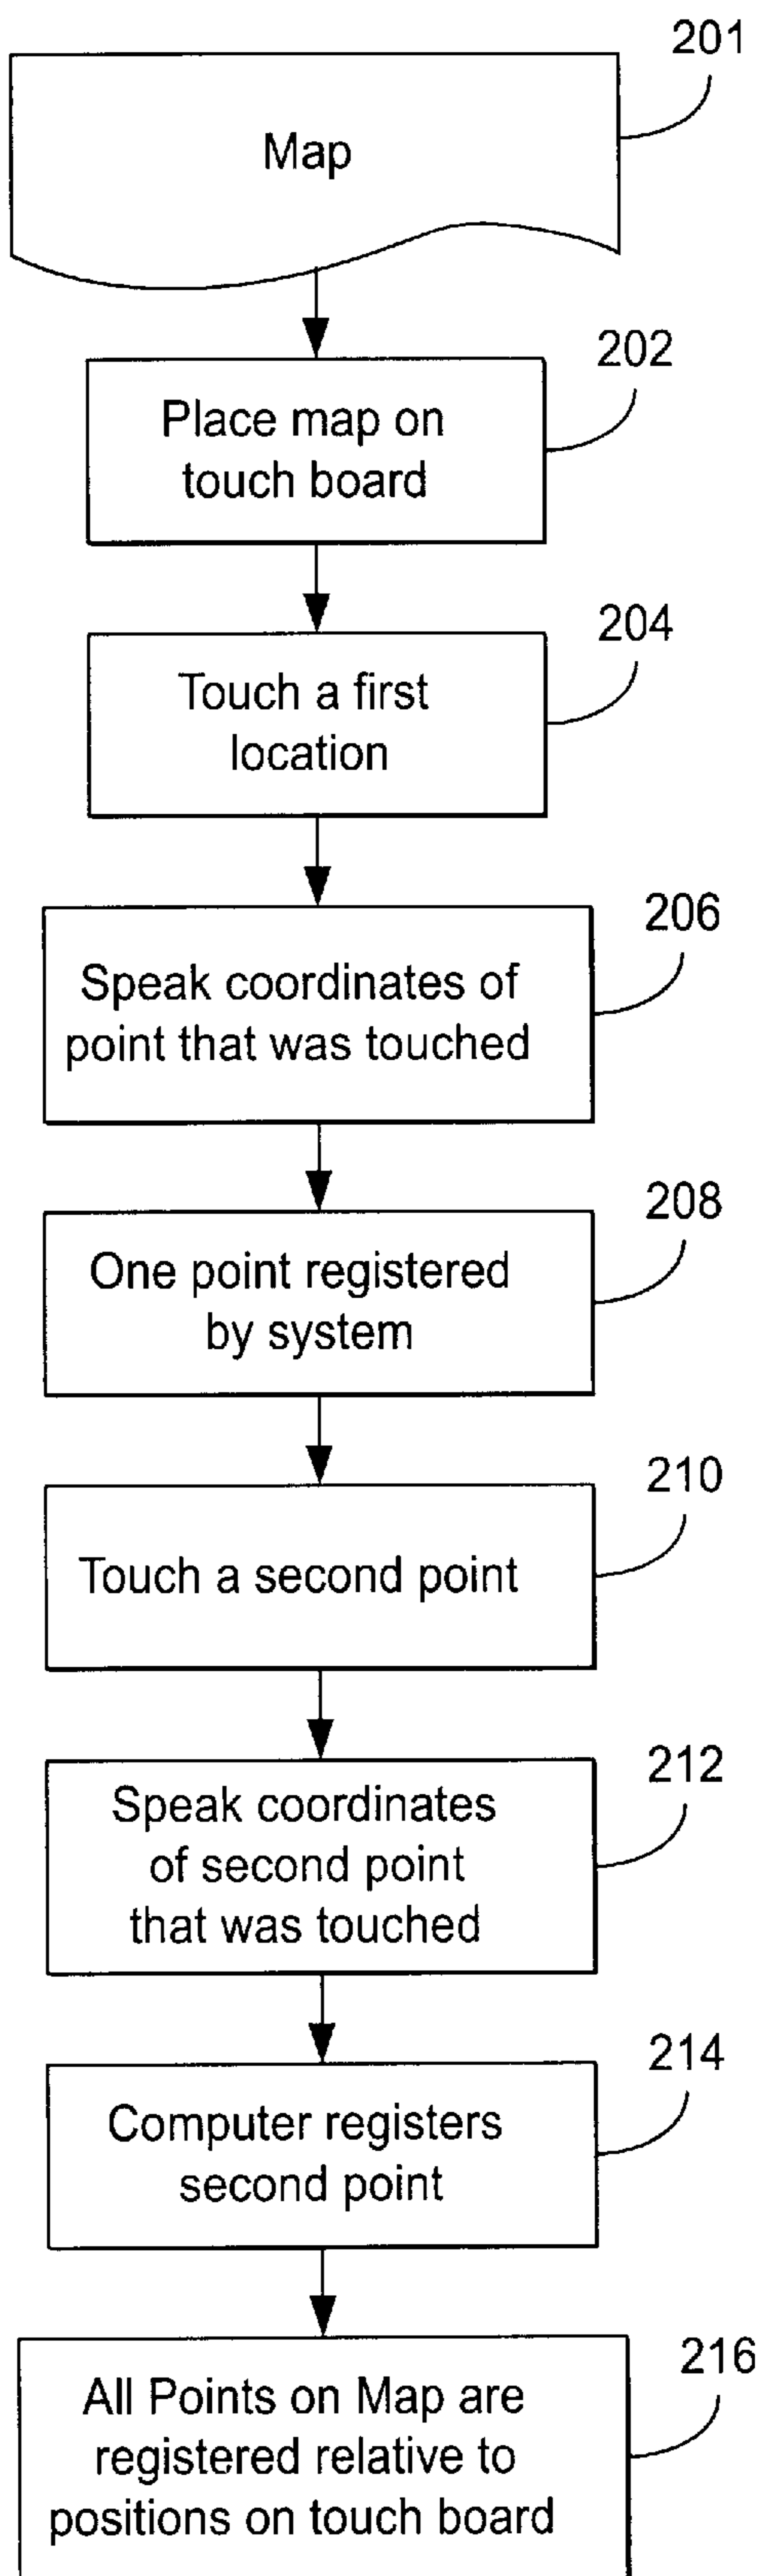 201
Map
202
Place map on
touch board
204
Touch a first
location
206
Speak coordinates of
point that was touched
208
One point registered
by system
210
Touch a second point
212
Speak coordinates
of second point
that was touched
214
Computer registers
second point
216
All Points on Map are
registered relative to
positions on touch board